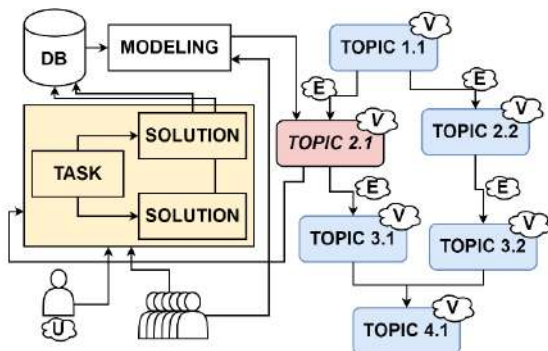 DB
MODELING
TOPIC 1.1
V
E
E
TOPIC 2.1
V
TOPIC 2.2
V
SOLUTION
TASK
SOLUTION
E
E
TOPIC 3.1
V
TOPIC 3.2
V
U
TOPIC 4.1
V